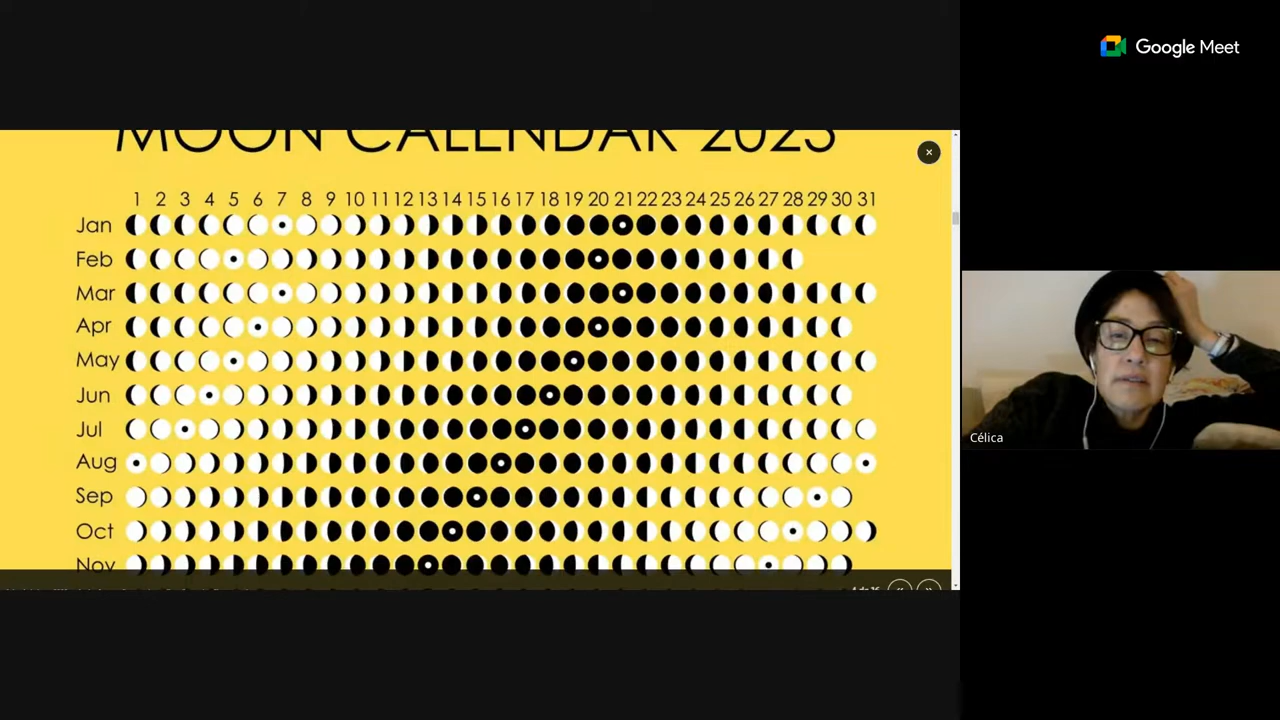 Google Meet
MOON CALENDAR 2023
1 2 3 4 5 6 7 8 9 10 11 12 13 14 15 16 17 18 19 20 21 22 23 24 25 26 27 28 29 30 31
Jan
Feb
Mar
Apr
May
Jun
Jul
Aug
Sep
Oct
Nov
Célica